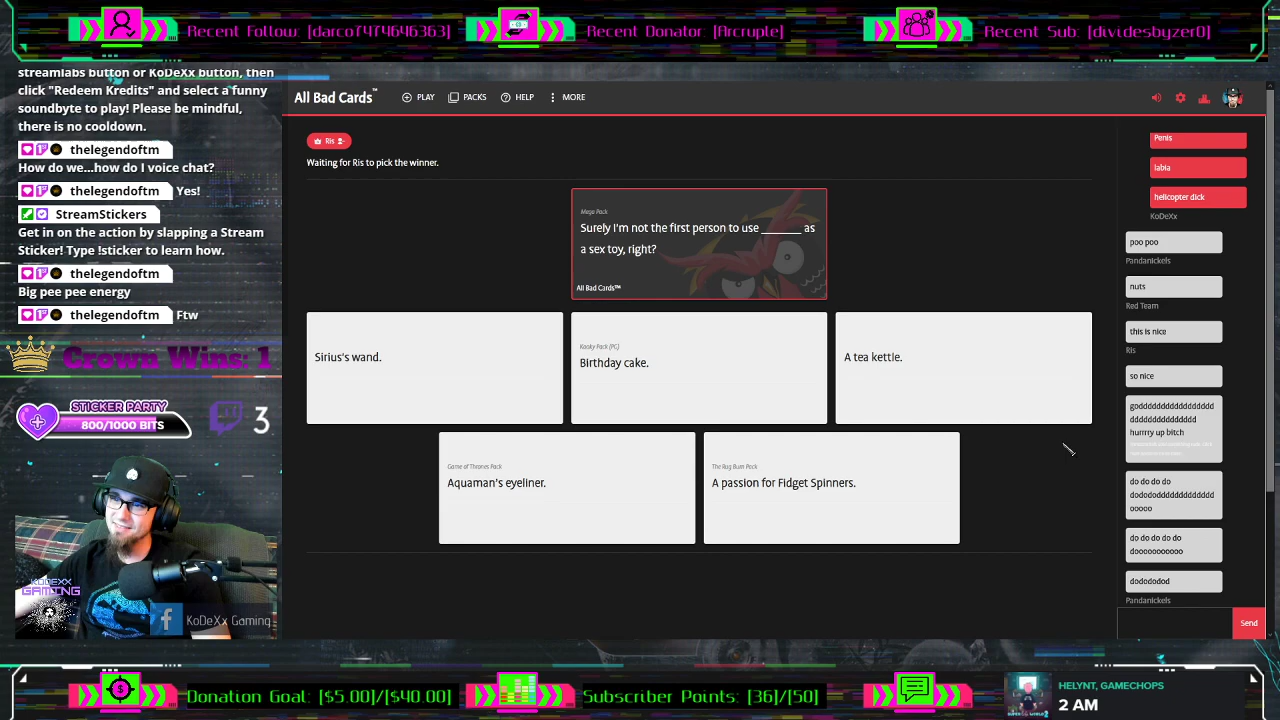 Recent Follow: [darco7474646363]
Recent Donator: [Arcruple]
Recent Sub: [dividesbyzer0]
streamlabs button or KoDeXx button, then
click "Redeem Kredits" and select a funny
soundbyte to play! Please be mindful,
there is no cooldown.
thelegendoftm
How do we...how do I voice chat?
thelegendoftm Yes!
StreamStickers
Get in on the action by slapping a Stream
Sticker! Type !sticker to learn how.
thelegendoftm
Big pee pee energy
thelegendoftm Ftw
Crown Wins: 1
STICKER PARTY
800/1000 BITS
3
KODEXX
GAMING
KoDeXx Gaming
All Bad Cards™
PLAY
PACKS
HELP
MORE
Ris
Waiting for Ris to pick the winner.
Mega Pack
Surely I'm not the first person to use _______ as
a sex toy, right?
All Bad Cards™
Sirius's wand.
Kooky Pack [PG]
Birthday cake.
A tea kettle.
Game of Thrones Pack
Aquaman's eyeliner.
The Rug Burn Pack
A passion for Fidget Spinners.
Penis
labia
helicopter dick
KoDeXx
poo poo
Pandanickels
nuts
Red Team
this is nice
Ris
so nice
hurrry up bitch
do do do do
ooooo
do do do do do
doooooooooo
dodododod
Pandanickels
Send
Donation Goal: [$5.00]/[$40.00]
Subscriber Points: [36]/[50]
HELYNT, GAMECHOPS
2 AM